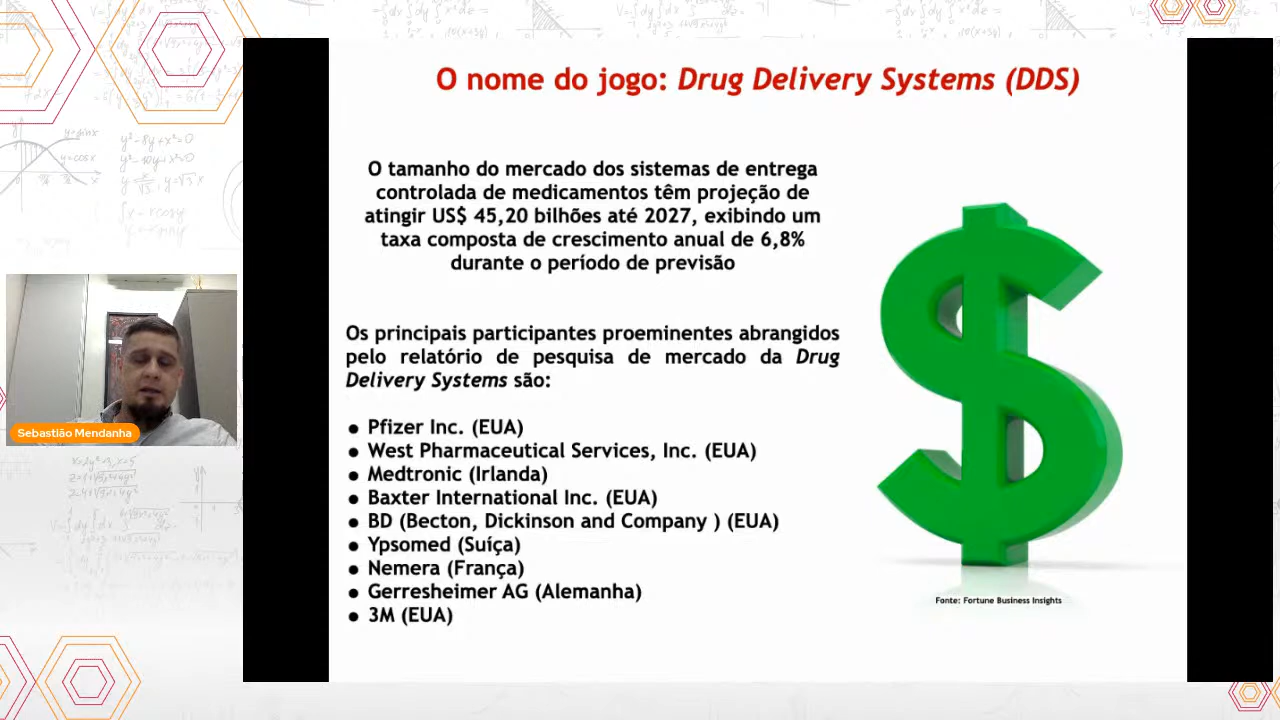 O nome do jogo: Drug Delivery Systems (DDS)
O tamanho do mercado dos sistemas de entrega
controlada de medicamentos têm projeção de
atingir US$ 45,20 bilhões até 2027, exibindo um
taxa composta de crescimento anual de 6,8%
durante o período de previsão
Os principais participantes proeminentes abrangidos
pelo relatório de pesquisa de mercado da Drug
Delivery Systems são:
● Pfizer Inc. (EUA)
● West Pharmaceutical Services, Inc. (EUA)
● Medtronic (Irlanda)
● Baxter International Inc. (EUA)
● BD (Becton, Dickinson and Company ) (EUA)
● Ypsomed (Suíça)
● Nemera (França)
● Gerresheimer AG (Alemanha)
● 3M (EUA)
$
Fonte: Fortune Business Insights
Sebastião Mendanha
y=sinx
y=cosx